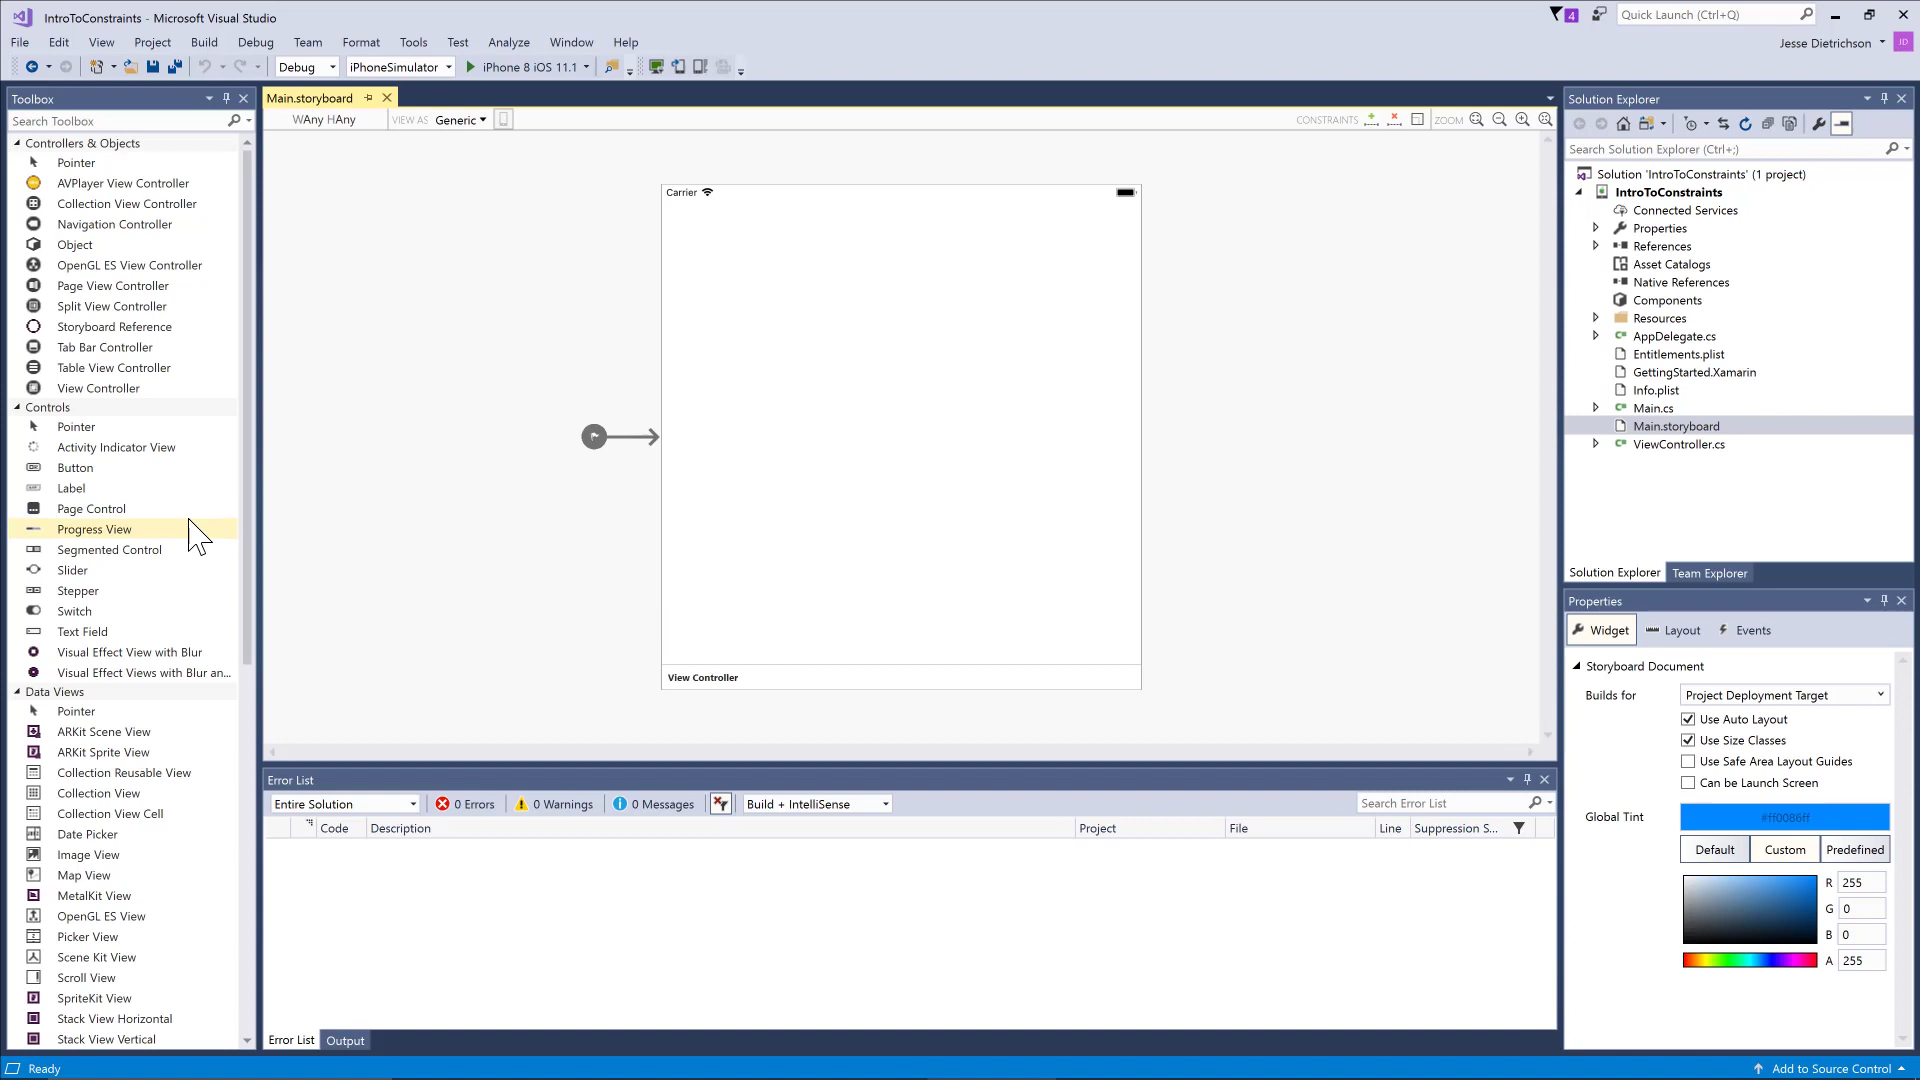 IntroToConstraints - Microsoft Visual Studio
4
Quick Launch (Ctrl+Q)
File Edit View Project Build Debug Team Format Tools Test Analyze Window Help
Jesse Dietrichson JD
Debug iPhoneSimulator iPhone 8 iOS 11.1
Toolbox
Search Toolbox
Controllers & Objects
Pointer
AVPlayer View Controller
Collection View Controller
Navigation Controller
Object
OpenGL ES View Controller
Page View Controller
Split View Controller
Storyboard Reference
Tab Bar Controller
Table View Controller
View Controller
Controls
Pointer
Activity Indicator View
Button
Label
Page Control
Progress View
Segmented Control
Slider
Stepper
Switch
Text Field
Visual Effect View with Blur
Visual Effect Views with Blur an...
Data Views
Pointer
ARKit Scene View
ARKit Sprite View
Collection Reusable View
Collection View
Collection View Cell
Date Picker
Image View
Map View
MetalKit View
OpenGL ES View
Picker View
Scene Kit View
Scroll View
SpriteKit View
Stack View Horizontal
Stack View Vertical
Main.storyboard
WAny HAny VIEW AS Generic CONSTRAINTS ZOOM
Carrier
View Controller
Error List
Entire Solution 0 Errors 0 Warnings 0 Messages Build + IntelliSense Search Error List
Code Description Project File Line Suppression S...
Error List Output
Solution Explorer
Search Solution Explorer (Ctrl+;)
Solution 'IntroToConstraints' (1 project)
IntroToConstraints
Connected Services
Properties
References
Asset Catalogs
Native References
Components
Resources
AppDelegate.cs
Entitlements.plist
GettingStarted.Xamarin
Info.plist
Main.cs
Main.storyboard
ViewController.cs
Solution Explorer Team Explorer
Properties
Widget Layout Events
Storyboard Document
Builds for Project Deployment Target
Use Auto Layout
Use Size Classes
Use Safe Area Layout Guides
Can be Launch Screen
Global Tint #ff0086ff
Default Custom Predefined
R 255
G 0
B 0
A 255
Ready
Add to Source Control